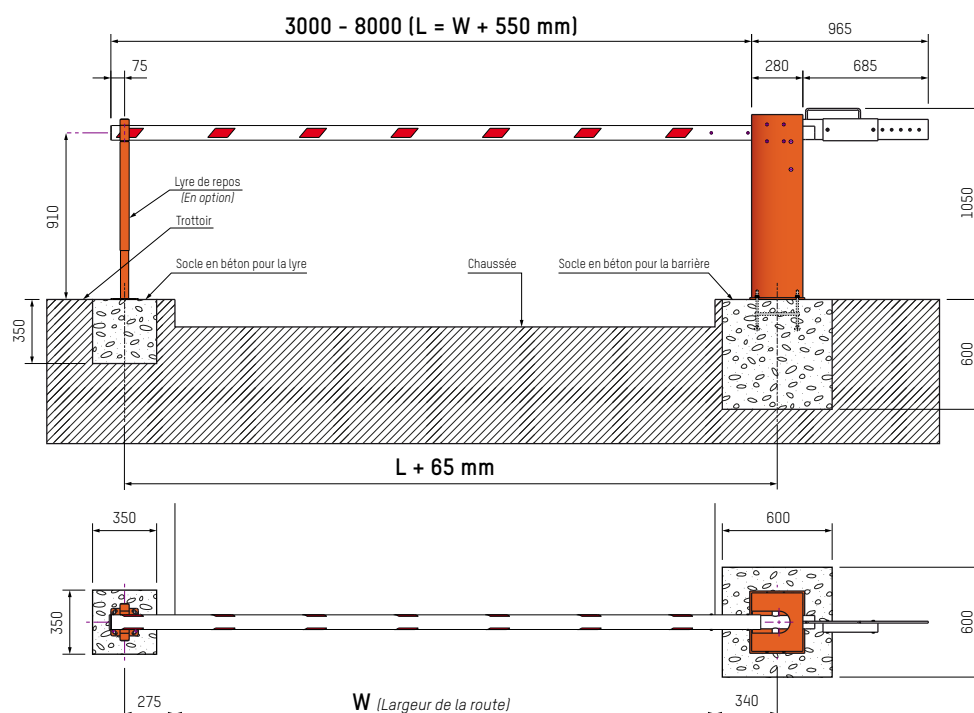 3000 - 8000 (L = W + 550 mm)
965
75
280
685
910
1050
Lyre de repos
(En option)
Trottoir
Socle en béton pour la lyre
Chaussée
Socle en béton pour la barrière
350
600
L + 65 mm
350
600
350
600
275
W (Largeur de la route)
340